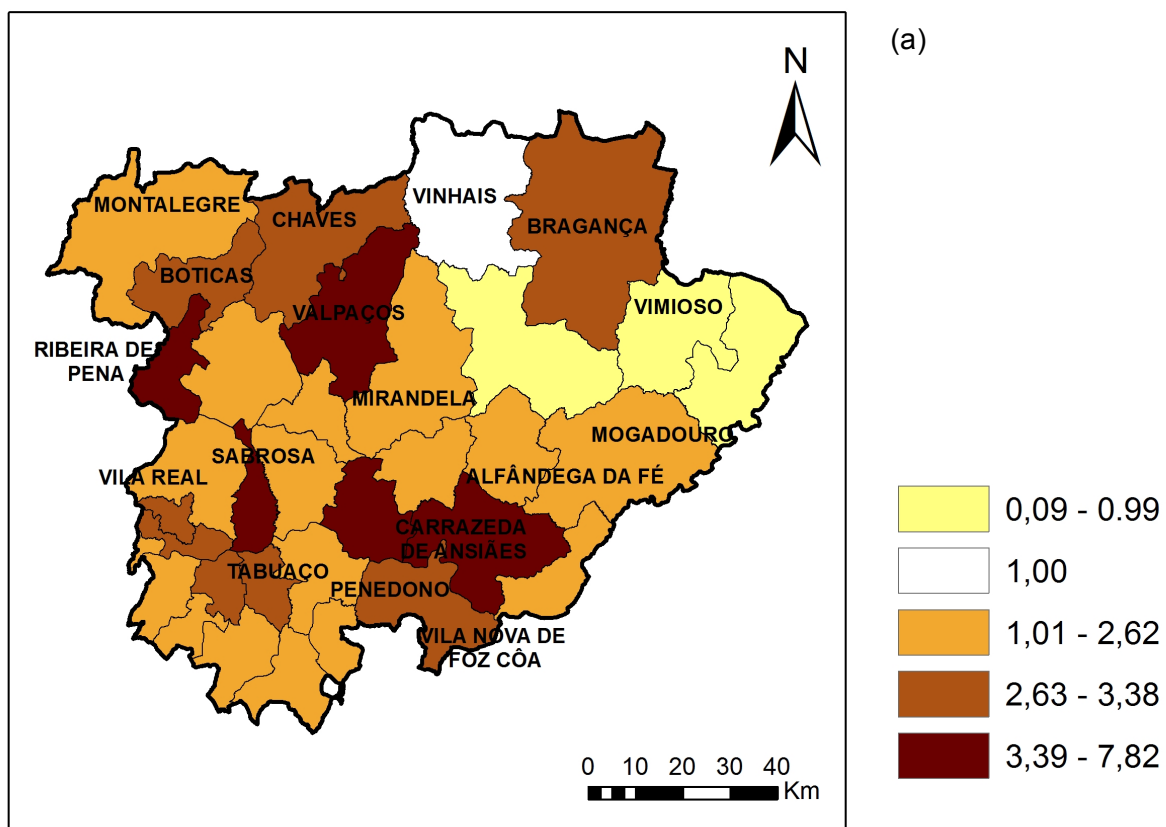 (a)
N
MONTALEGRE
VINHAIS
CHAVES
BRAGANÇA
BOTICAS
VALPAÇOS
VIMIOSO
RIBEIRA DE
PENA
MIRANDELA
MOGADOURO
SABROSA
VILA REAL
ALFÂNDEGA DA FÉ
CARRAZEDA
DE ANSIÃES
TABUAÇO
PENEDONO
VILA NOVA DE
FOZ CÔA
0,09 - 0.99
1,00
1,01 - 2,62
2,63 - 3,38
3,39 - 7,82
0 10 20 30 40
Km